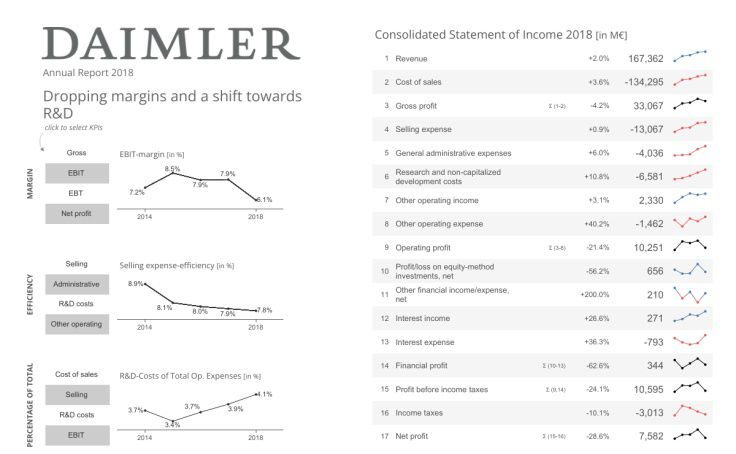 DAIMLER
Annual Report 2018
Dropping margins and a shift towards
R&D
click to select KPIs
MARGIN
Gross
EBIT
EBT
Net profit
EBIT-margin [in %]
7.2%
8.5%
7.9%
7.9%
6.1%
2014
2018
EFFICIENCY
Selling
Administrative
R&D costs
Other operating
Selling expense-efficiency [in %]
8.9%
8.1%
8.0%
7.9%
7.8%
2014
2018
PERCENTAGE OF TOTAL
Cost of sales
Selling
R&D costs
EBIT
R&D-Costs of Total Op. Expenses [in %]
3.7%
3.4%
3.7%
3.9%
4.1%
2014
2018
Consolidated Statement of Income 2018 [in M€]
1 Revenue +2.0% 167,362
2 Cost of sales +3.6% -134,295
3 Gross profit Σ (1-2) -4.2% 33,067
4 Selling expense +0.9% -13,067
5 General administrative expenses +6.0% -4,036
6 Research and non-capitalized
development costs +10.8% -6,581
7 Other operating income +3.1% 2,330
8 Other operating expense +40.2% -1,462
9 Operating profit Σ (3-8) -21.4% 10,251
10 Profit/loss on equity-method
investments, net -56.2% 656
11 Other financial income/expense,
net +200.0% 210
12 Interest income +26.6% 271
13 Interest expense +36.3% -793
14 Financial profit Σ (10-13) -62.6% 344
15 Profit before income taxes Σ (9,14) -24.1% 10,595
16 Income taxes -10.1% -3,013
17 Net profit Σ (15-16) -28.6% 7,582